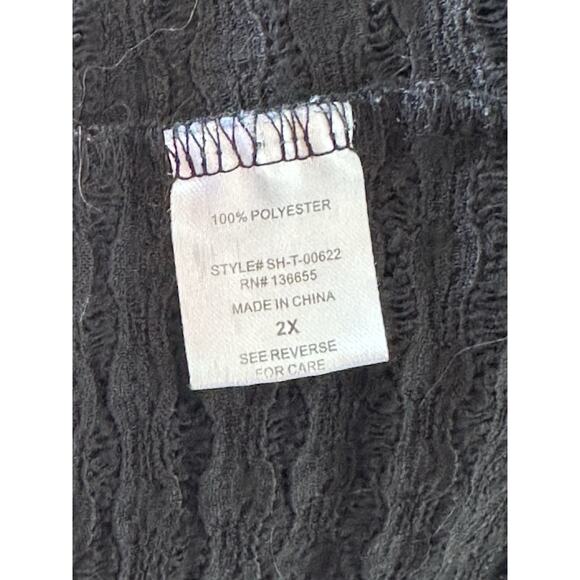 100% POLYESTER
STYLE# SH-T-00622
RN# 136655
MADE IN CHINA
2X
SEE REVERSE
FOR CARE